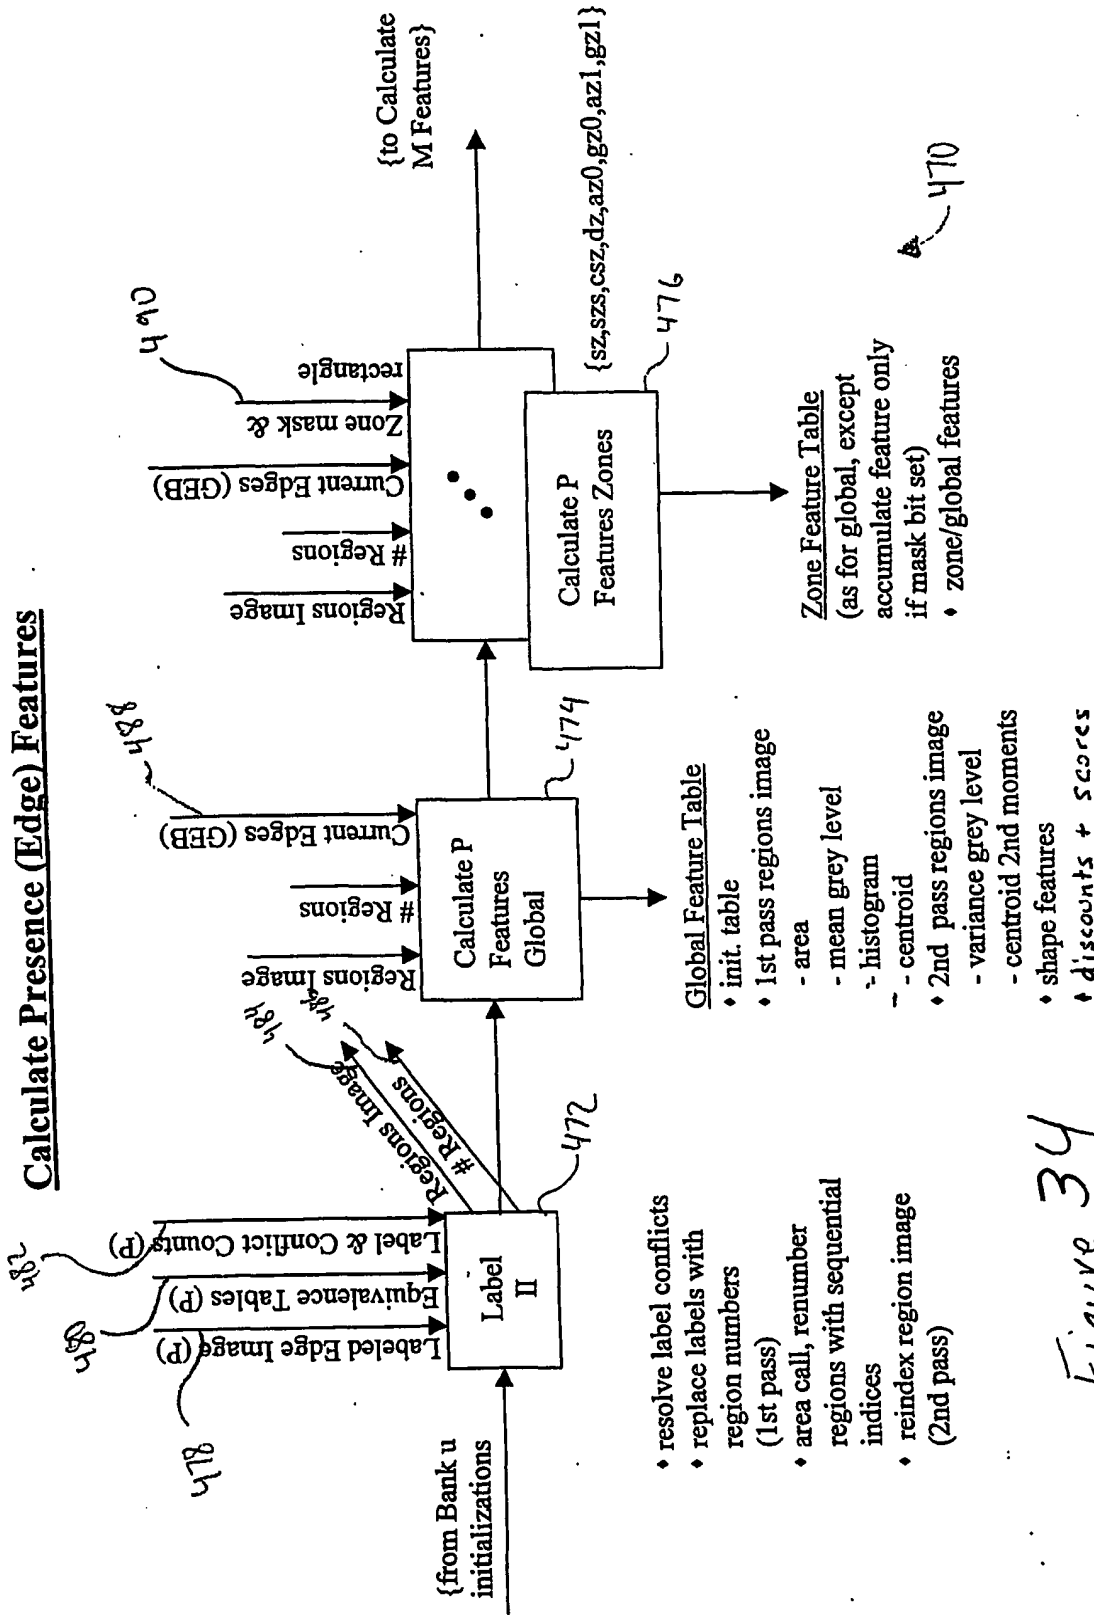 Calculate Presence (Edge) Features
{from Bank u
initializations
478
480
482
Labeled Edge Image (P)
Equivalence Tables (P)
Label & Conflict Counts (P)
Label
II
472
Regions Image
# Regions
484
• resolve label conflicts
• replace labels with
region numbers
(1st pass)
• area call, renumber
regions with sequential
indices
• reindex region image
(2nd pass)
Regions Image
# Regions
Current Edges (GEB)
488
Calculate P
Features
Global
474
Global Feature Table
• init. table
• 1st pass regions image
- area
- mean grey level
- histogram
- centroid
• 2nd pass regions image
- variance grey level
- centroid 2nd moments
• shape features
• discounts + scores
Regions Image
# Regions
Current Edges (GEB)
Zone mask &
rectangle
490
Calculate P
Features Zones
476
{to Calculate
M Features}
{sz,szs,csz,dz,az0,gz0,az1,gz1}
Zone Feature Table
(as for global, except
accumulate feature only
if mask bit set)
• zone/global features
470
Figure 34